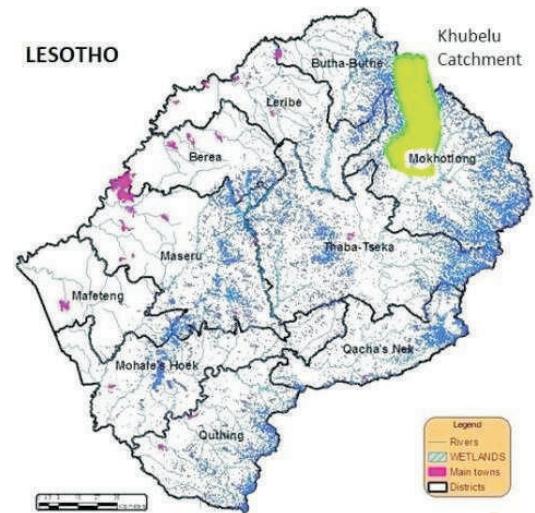 LESOTHO
Khubelu
Catchment
Butha-Buthe
Leribe
Berea
Mokhotlong
Maseru
Thaba-Tseka
Mafeteng
Mohale's Hoek
Qacha's Nek
Quthing
Legend
Rivers
WETLANDS
Main towns
Districts